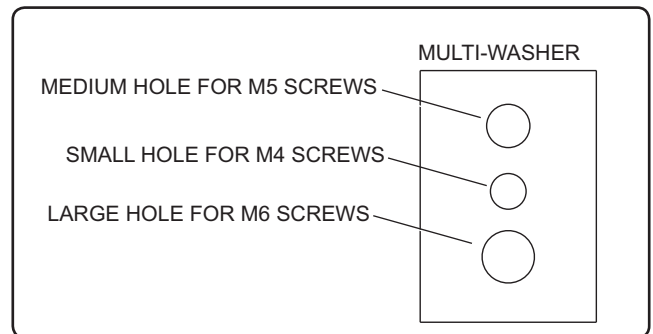 MULTI-WASHER
MEDIUM HOLE FOR M5 SCREWS
SMALL HOLE FOR M4 SCREWS
LARGE HOLE FOR M6 SCREWS